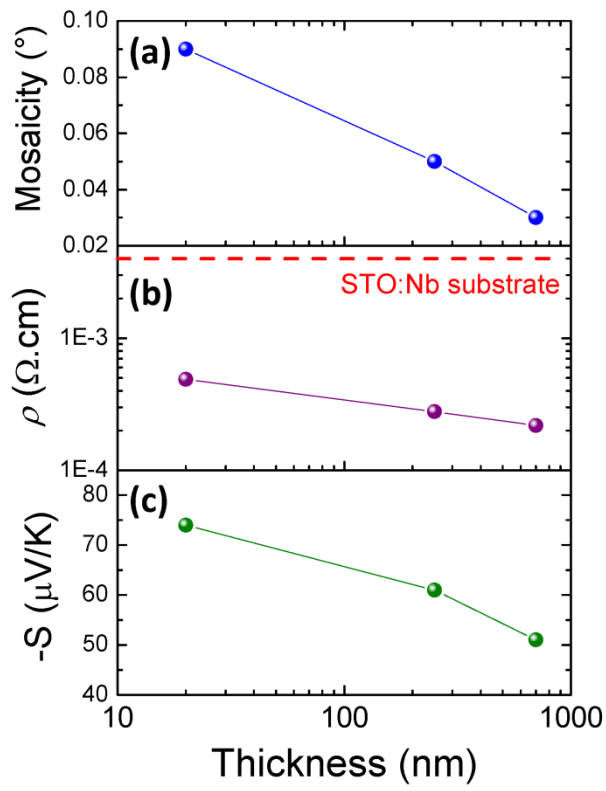 0.10
(a)
0.08
0.06
0.04
0.02
Mosaicity (°)
STO:Nb substrate
(b)
1E-3
1E-4
ρ (Ω.cm)
(c)
80
70
60
50
40
-S (μV/K)
10
100
1000
Thickness (nm)